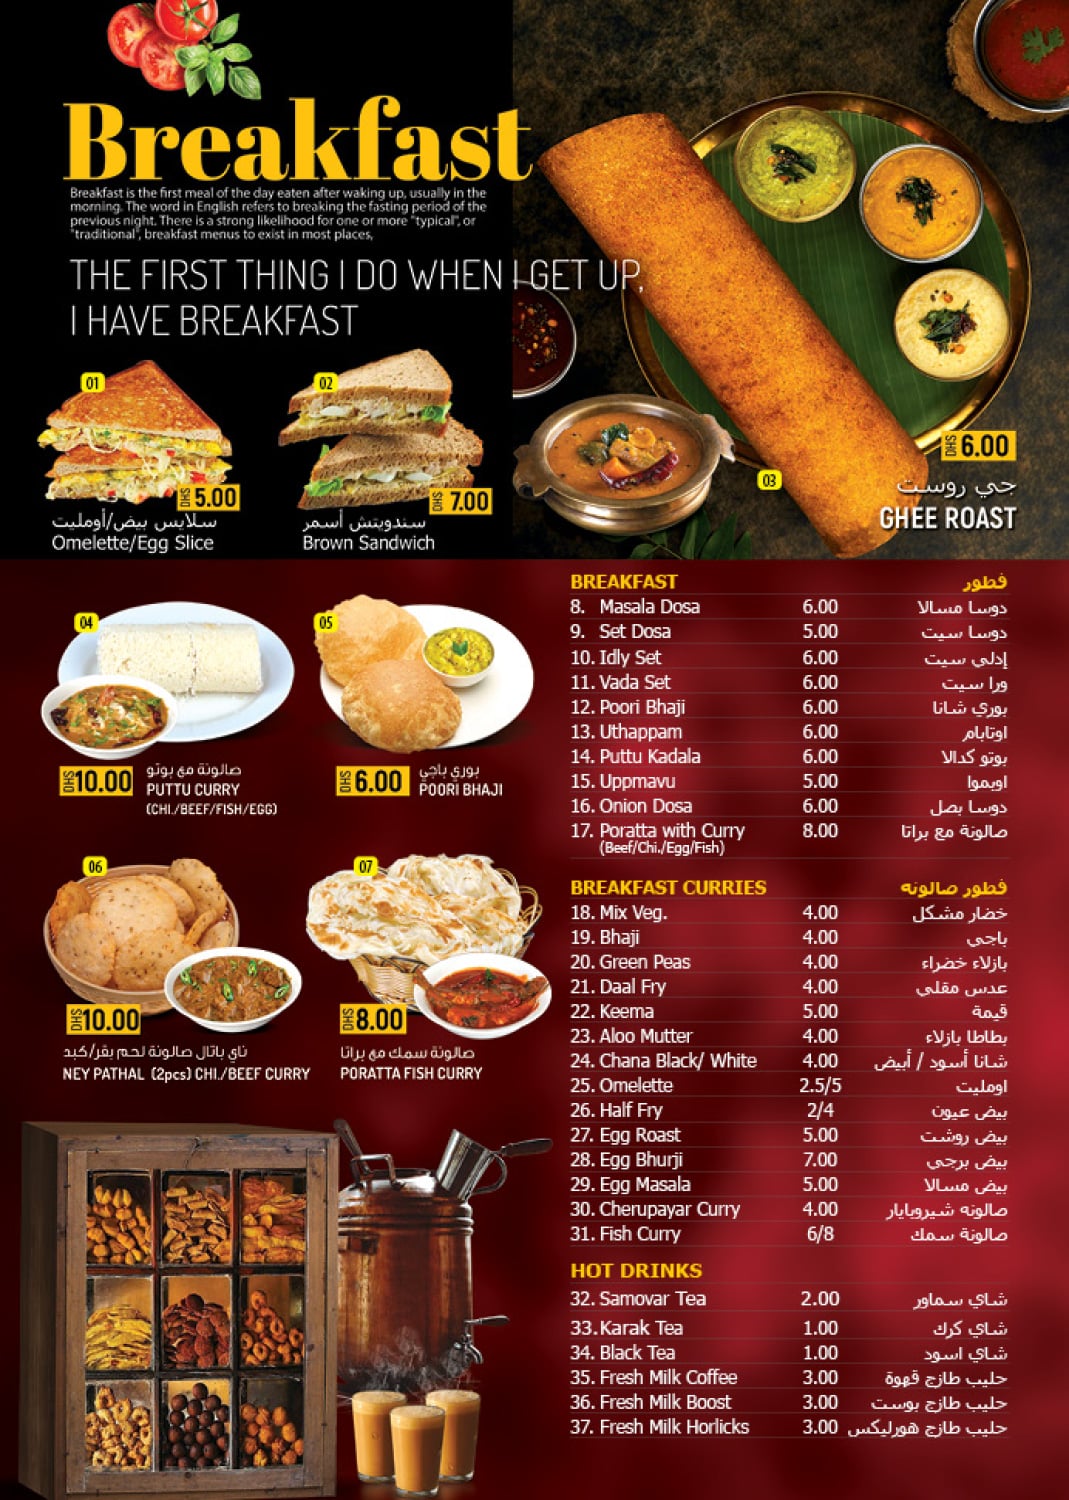 Breakfast
Breakfast is the first meal of the day eaten after waking up, usually in the
morning. The word in English refers to breaking the fasting period of the
previous night. There is a strong likelihood for one or more "typical", or
"traditional", breakfast menus to exist in most places,
THE FIRST THING I DO WHEN I GET UP,
I HAVE BREAKFAST
01
DHS 5.00
سلايس بيض/أومليت
Omelette/Egg Slice
02
DHS 7.00
سندويتش أسمر
Brown Sandwich
03
DHS 6.00
جي روست
GHEE ROAST
04
DHS 10.00
صالونة مع بوتو
PUTTU CURRY
(CHI./BEEF/FISH/EGG)
05
DHS 6.00
بوري باجي
POORI BHAJI
06
DHS 10.00
ناي باتال صالونة لحم بقر/كبد
NEY PATHAL (2pcs) CHI./BEEF CURRY
07
DHS 8.00
صالونة سمك مع براتا
PORATTA FISH CURRY
BREAKFAST فطور
8. Masala Dosa 6.00 دوسا مسالا
9. Set Dosa 5.00 دوسا سيت
10. Idly Set 6.00 إدلي سيت
11. Vada Set 6.00 ورا سيت
12. Poori Bhaji 6.00 بوري شانا
13. Uthappam 6.00 اوتابام
14. Puttu Kadala 6.00 بوتو كدالا
15. Uppmavu 5.00 اوبموا
16. Onion Dosa 6.00 دوسا بصل
17. Poratta with Curry 8.00 صالونة مع براتا
(Beef/Chi./Egg/Fish)
BREAKFAST CURRIES فطور صالونه
18. Mix Veg. 4.00 خضار مشكل
19. Bhaji 4.00 باجى
20. Green Peas 4.00 بازلاء خضراء
21. Daal Fry 4.00 عدس مقلي
22. Keema 5.00 قيمة
23. Aloo Mutter 4.00 بطاطا بازلاء
24. Chana Black/ White 4.00 شانا أسود / أبيض
25. Omelette 2.5/5 اومليت
26. Half Fry 2/4 بيض عيون
27. Egg Roast 5.00 بيض روشت
28. Egg Bhurji 7.00 بيض برجى
29. Egg Masala 5.00 بيض مسالا
30. Cherupayar Curry 4.00 صالونه شيروبايار
31. Fish Curry 6/8 صالونة سمك
HOT DRINKS
32. Samovar Tea 2.00 شاي سماور
33. Karak Tea 1.00 شاي كرك
34. Black Tea 1.00 شاي اسود
35. Fresh Milk Coffee 3.00 حليب طازج قهوة
36. Fresh Milk Boost 3.00 حليب طازج بوست
37. Fresh Milk Horlicks 3.00 حليب طازج هورليكس